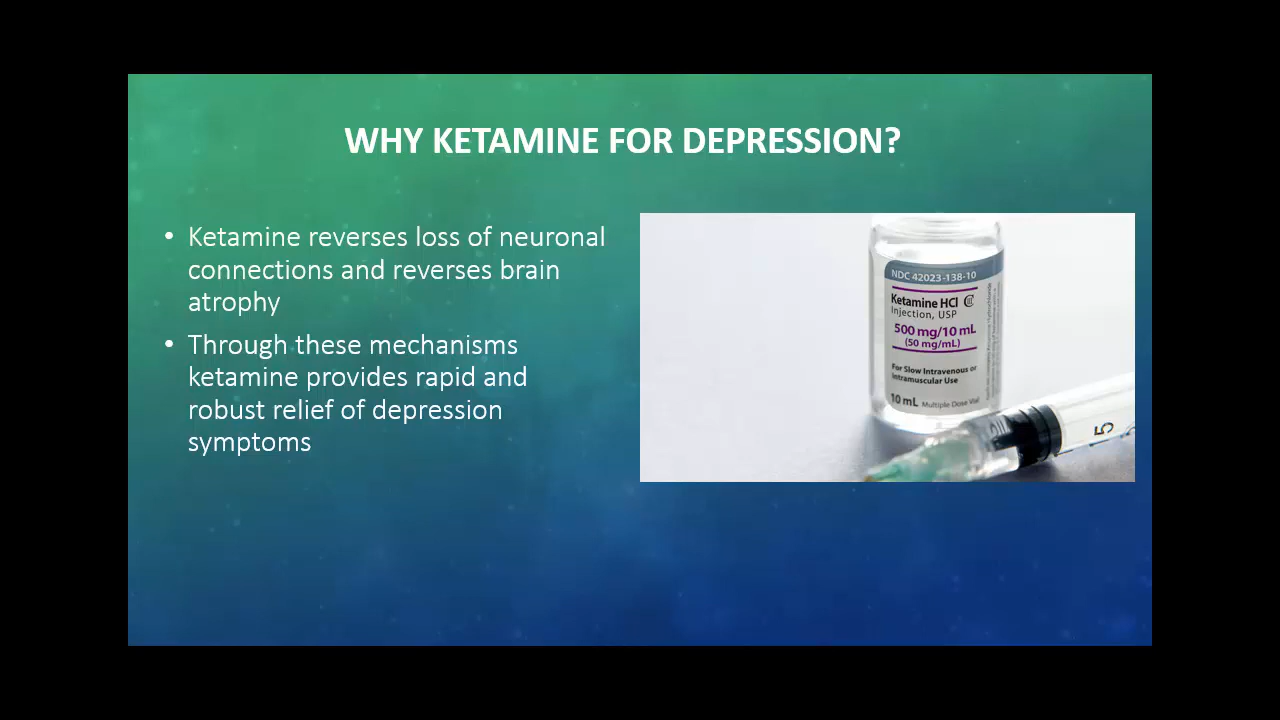 WHY KETAMINE FOR DEPRESSION?
• Ketamine reverses loss of neuronal
connections and reverses brain
atrophy
• Through these mechanisms
ketamine provides rapid and
robust relief of depression
symptoms
NDC 42023-138-10
Ketamine HCl CIII
Injection, USP
500 mg/10 mL
(50 mg/mL)
For Slow Intravenous or
Intramuscular Use
10 mL Multiple Dose Vial
5